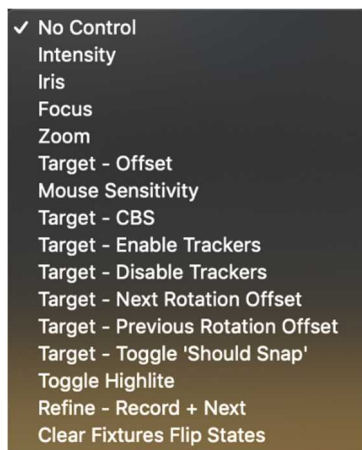 ✓ No Control
Intensity
Iris
Focus
Zoom
Target - Offset
Mouse Sensitivity
Target - CBS
Target - Enable Trackers
Target - Disable Trackers
Target - Next Rotation Offset
Target - Previous Rotation Offset
Target - Toggle 'Should Snap'
Toggle Highlite
Refine - Record + Next
Clear Fixtures Flip States